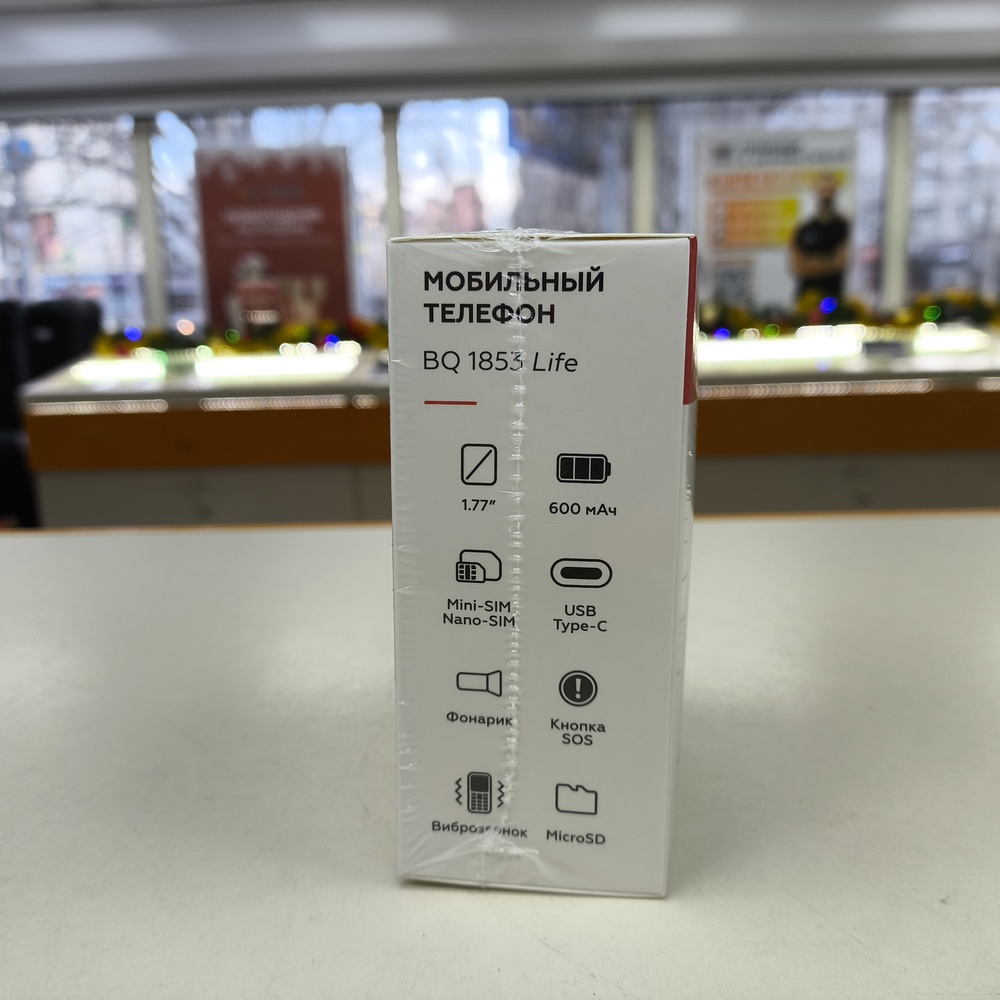 МОБИЛЬНЫЙ
ТЕЛЕФОН
BQ 1853 Life
1.77”
600 мАч
Mini-SIM
Nano-SIM
USB
Type-C
Фонарик
Кнопка
SOS
Виброзвонок
MicroSD